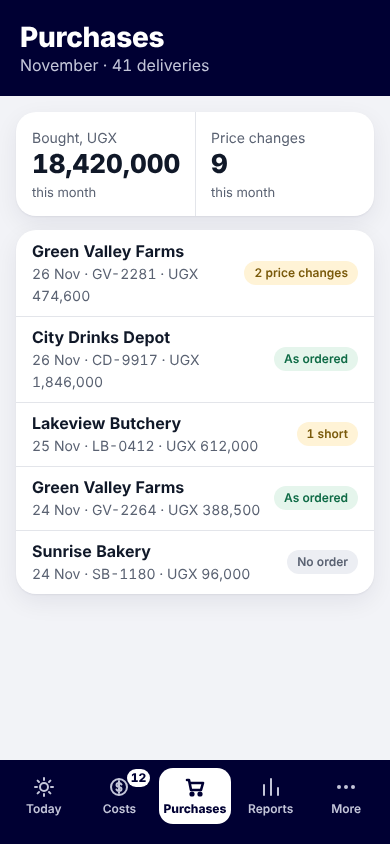 Purchases
November · 41 deliveries
Bought, UGX
18,420,000
this month
Price changes
9
this month
Green Valley Farms
26 Nov · GV-2281 · UGX
474,600
2 price changes
City Drinks Depot
26 Nov · CD-9917 · UGX
1,846,000
As ordered
Lakeview Butchery
25 Nov · LB-0412 · UGX 612,000
1 short
Green Valley Farms
24 Nov · GV-2264 · UGX 388,500
As ordered
Sunrise Bakery
24 Nov · SB-1180 · UGX 96,000
No order
Today
12
Costs
Purchases
Reports
More